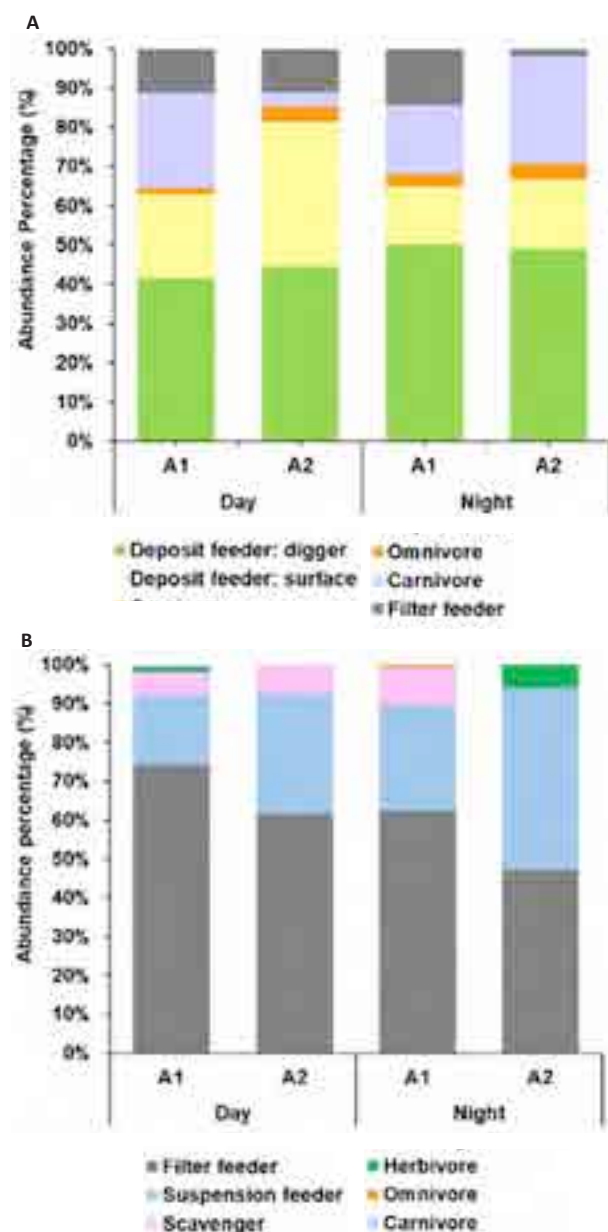 A
Abundance Percentage (%)
100%
90%
80%
70%
60%
50%
40%
30%
20%
10%
0%
A1 A2 A1 A2
Day Night
Deposit feeder: digger
Deposit feeder: surface
Omnivore
Carnivore
Filter feeder
B
Abundance percentage (%)
100%
90%
80%
70%
60%
50%
40%
30%
20%
10%
0%
A1 A2 A1 A2
Day Night
Filter feeder
Suspension feeder
Scavenger
Herbivore
Omnivore
Carnivore